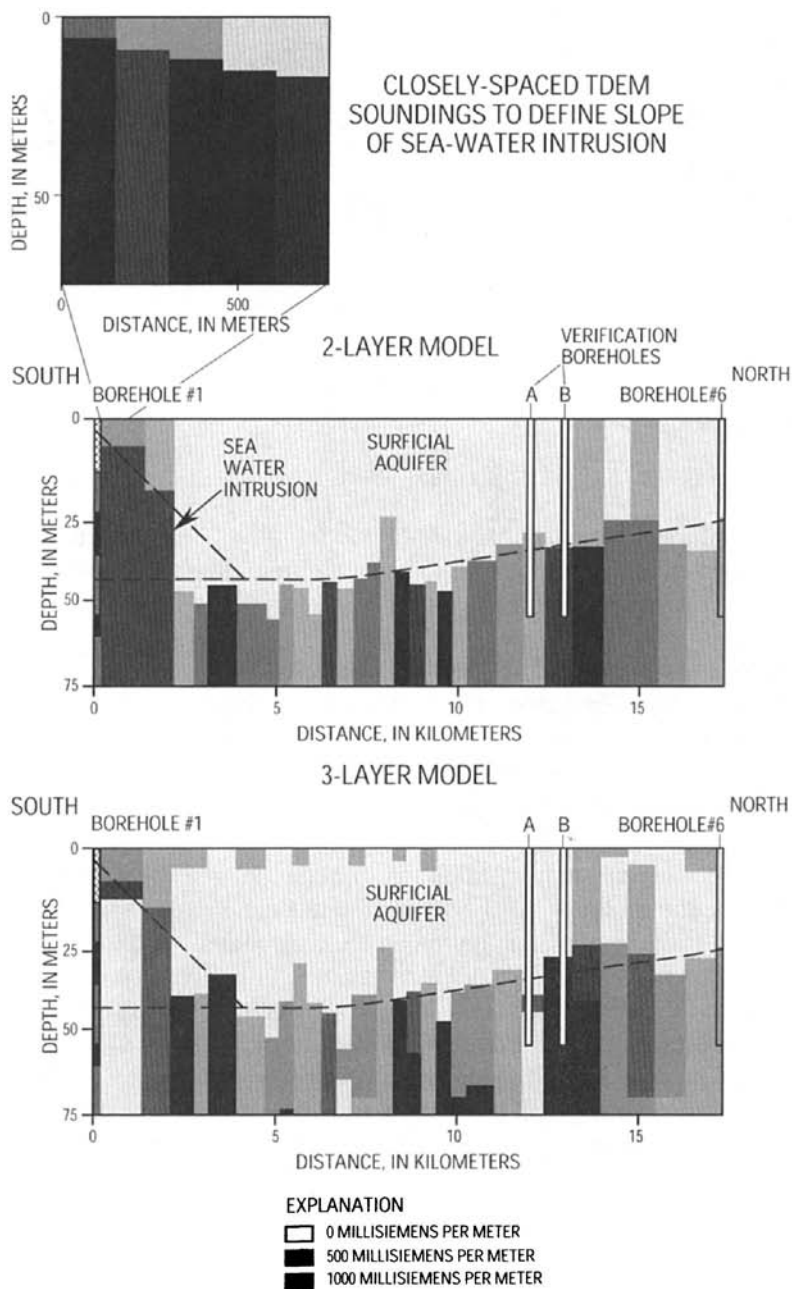 CLOSELY-SPACED TDEM
SOUNDINGS TO DEFINE SLOPE
OF SEA-WATER INTRUSION
DEPTH, IN METERS
0
50
0
500
DISTANCE, IN METERS
2-LAYER MODEL
VERIFICATION
BOREHOLES
SOUTH
NORTH
BOREHOLE #1
A
B
BOREHOLE#6
SEA
WATER
INTRUSION
SURFICIAL
AQUIFER
DEPTH, IN METERS
0
25
50
75
0
5
10
15
DISTANCE, IN KILOMETERS
3-LAYER MODEL
SOUTH
NORTH
BOREHOLE #1
A
B
BOREHOLE#6
SURFICIAL
AQUIFER
DEPTH, IN METERS
0
25
50
75
0
5
10
15
DISTANCE, IN KILOMETERS
EXPLANATION
0 MILLISIEMENS PER METER
500 MILLISIEMENS PER METER
1000 MILLISIEMENS PER METER